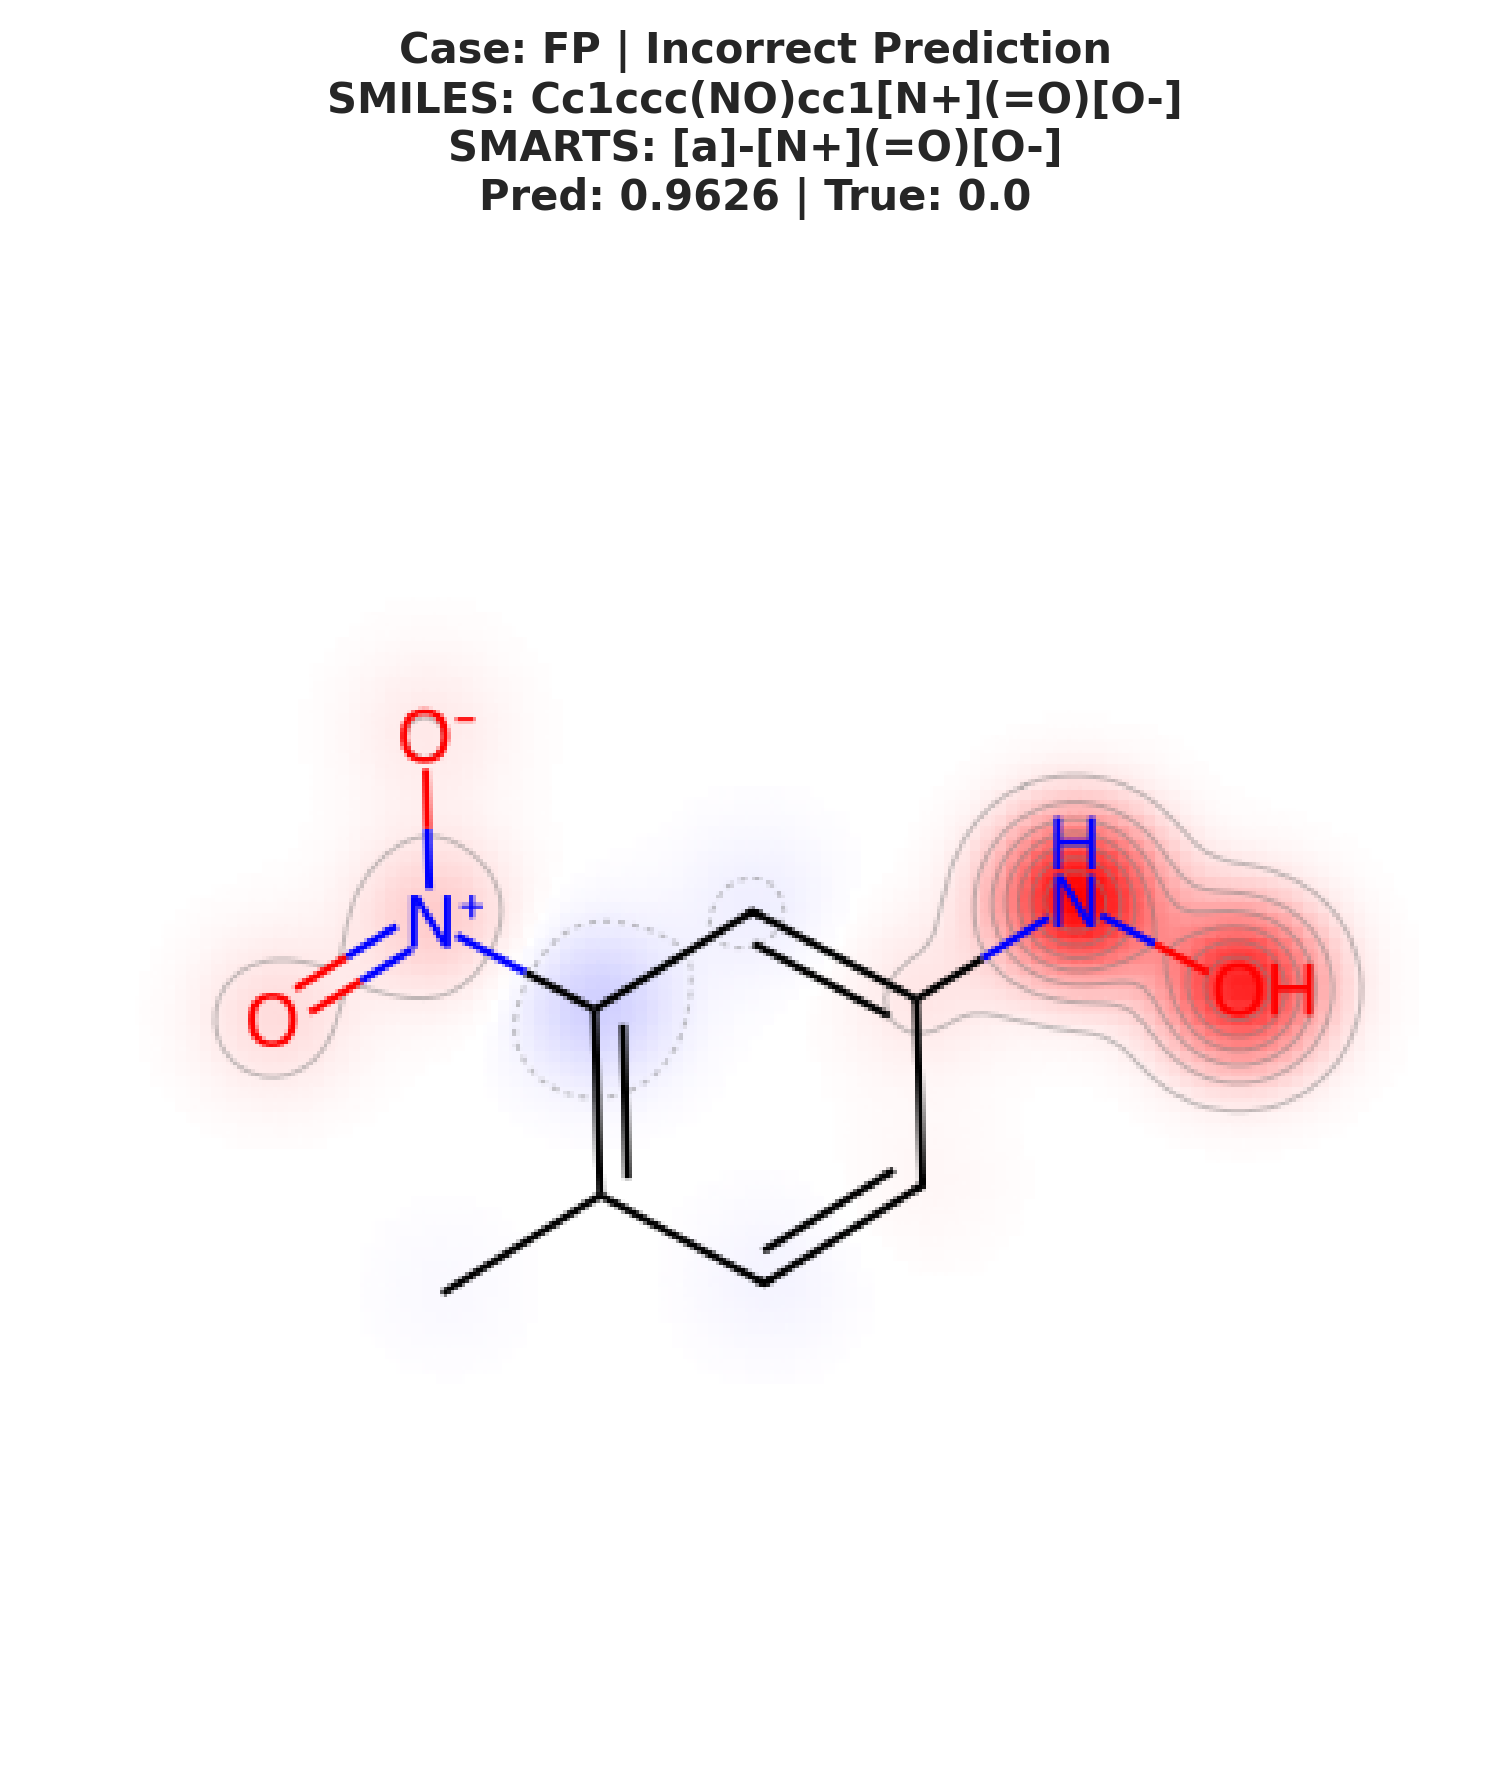 Case: FP | Incorrect Prediction
SMILES: Cc1ccc(NO)cc1[N+](=O)[O-]
SMARTS: [a]-[N+](=O)[O-]
Pred: 0.9626 | True: 0.0
O⁻
H
N⁺ N
O OH